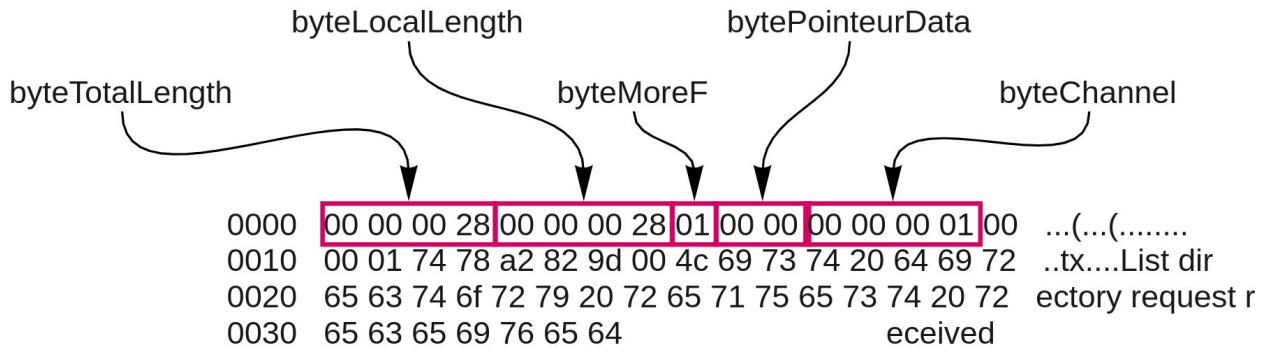 byteLocalLength bytePointeurData
byteTotalLength byteMoreF byteChannel
0000 00 00 00 28 00 00 00 28 01 00 00 00 00 00 01 00 ...(...(........
0010 00 01 74 78 a2 82 9d 00 4c 69 73 74 20 64 69 72 ..tx....List dir
0020 65 63 74 6f 72 79 20 72 65 71 75 65 73 74 20 72 ectory request r
0030 65 63 65 69 76 65 64 eceived